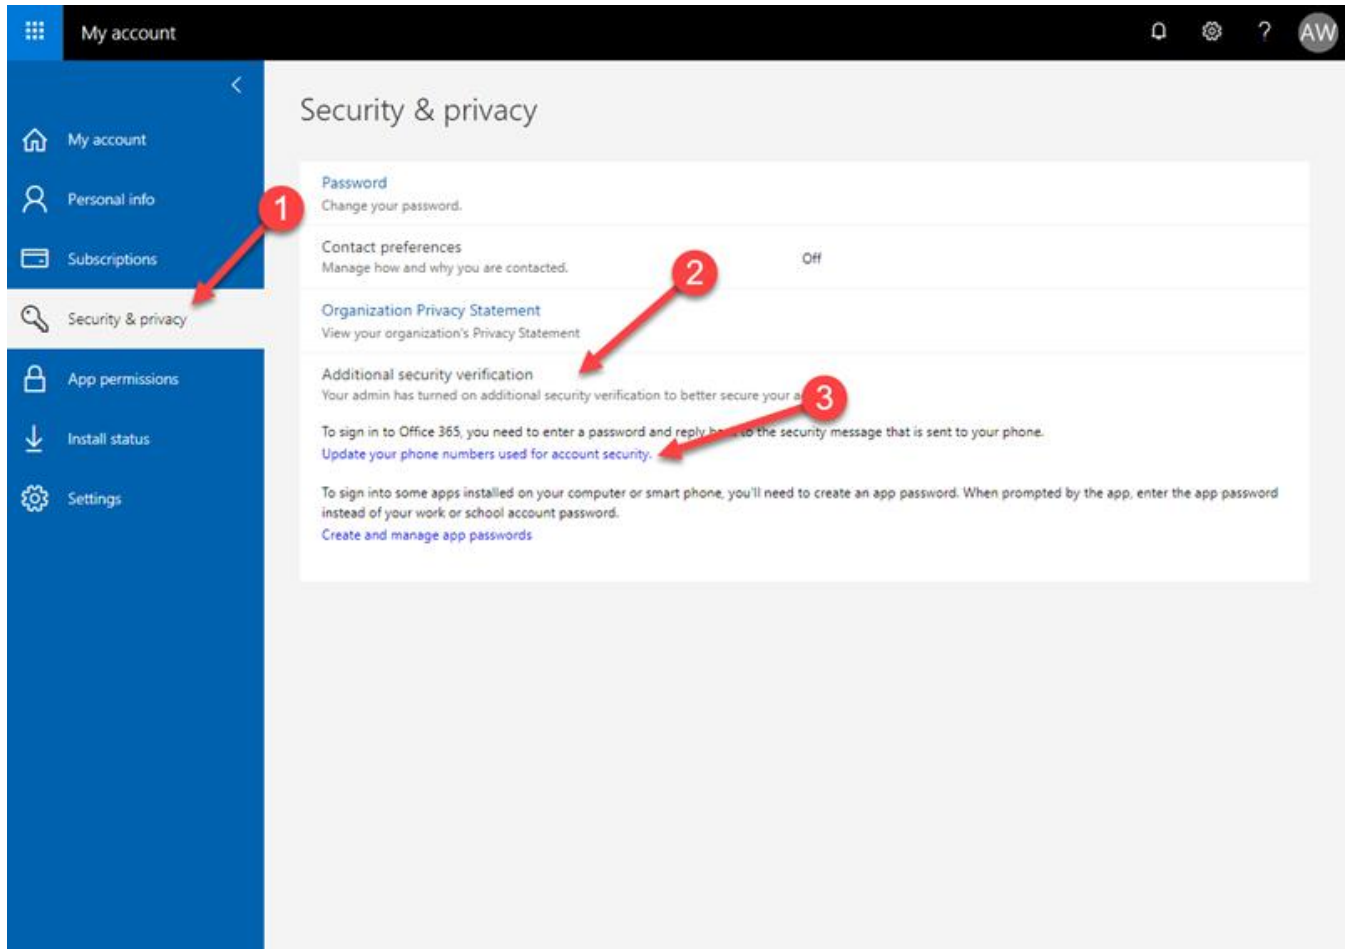 My account
?
AW
My account
Personal info
Subscriptions
Security & privacy
App permissions
Install status
Settings
Security & privacy
Password
Change your password.
Contact preferences
Off
Manage how and why you are contacted.
Organization Privacy Statement
View your organization's Privacy Statement
Additional security verification
Your admin has turned on additional security verification to better secure your
To sign in to Office 365, you need to enter a password and reply to the security message that is sent to your phone.
Update your phone numbers used for account security.
To sign into some apps installed on your computer or smart phone, you'll need to create an app password. When prompted by the app, enter the app password
instead of your work or school account password.
Create and manage app passwords
1
2
3